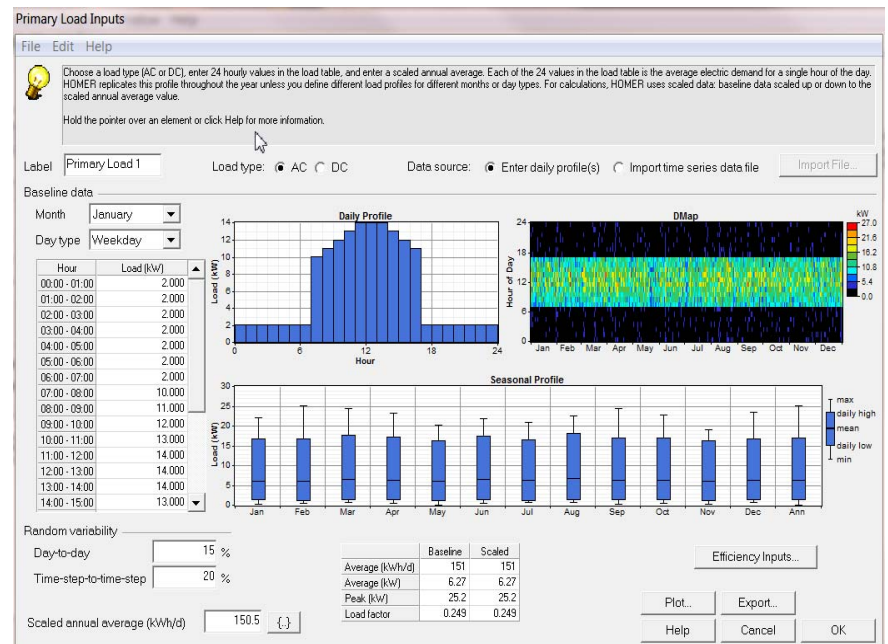 Primary Load Inputs
File Edit Help
Choose a load type (AC or DC), enter 24 hourly values in the load table, and enter a scaled annual average. Each of the 24 values in the load table is the average electric demand for a single hour of the day.
HOMER replicates this profile throughout the year unless you define different load profiles for different months or day types. For calculations, HOMER uses scaled data: baseline data scaled up or down to the
scaled annual average value.
Hold the pointer over an element or click Help for more information.
Label Primary Load 1 Load type: AC DC Data source: Enter daily profile(s) Import time series data file Import File...
Baseline data
Month January
Day type Weekday
Hour Load (kW)
00:00 - 01:00 2.000
01:00 - 02:00 2.000
02:00 - 03:00 2.000
03:00 - 04:00 2.000
04:00 - 05:00 2.000
05:00 - 06:00 2.000
06:00 - 07:00 2.000
07:00 - 08:00 10.000
08:00 - 09:00 11.000
09:00 - 10:00 12.000
10:00 - 11:00 13.000
11:00 - 12:00 14.000
12:00 - 13:00 14.000
13:00 - 14:00 14.000
14:00 - 15:00 13.000
Daily Profile
Load (kW)
14
12
10
8
6
4
2
0
0 6 12 18 24
Hour
DMap
Hour of Day
24
18
12
6
0
Jan Feb Mar Apr May Jun Jul Aug Sep Oct Nov Dec
kW
27.0
21.6
16.2
10.8
5.4
0.0
Seasonal Profile
Load (kW)
30
25
20
15
10
5
0
Jan Feb Mar Apr May Jun Jul Aug Sep Oct Nov Dec Ann
max
daily high
mean
daily low
min
Random variability
Day-to-day 15 %
Time-step-to-time-step 20 %
Scaled annual average (kWh/d) 150.5 {..}
Baseline Scaled
Average (kWh/d) 151 151
Average (kW) 6.27 6.27
Peak (kW) 25.2 25.2
Load factor 0.249 0.249
Efficiency Inputs...
Plot... Export...
Help Cancel OK